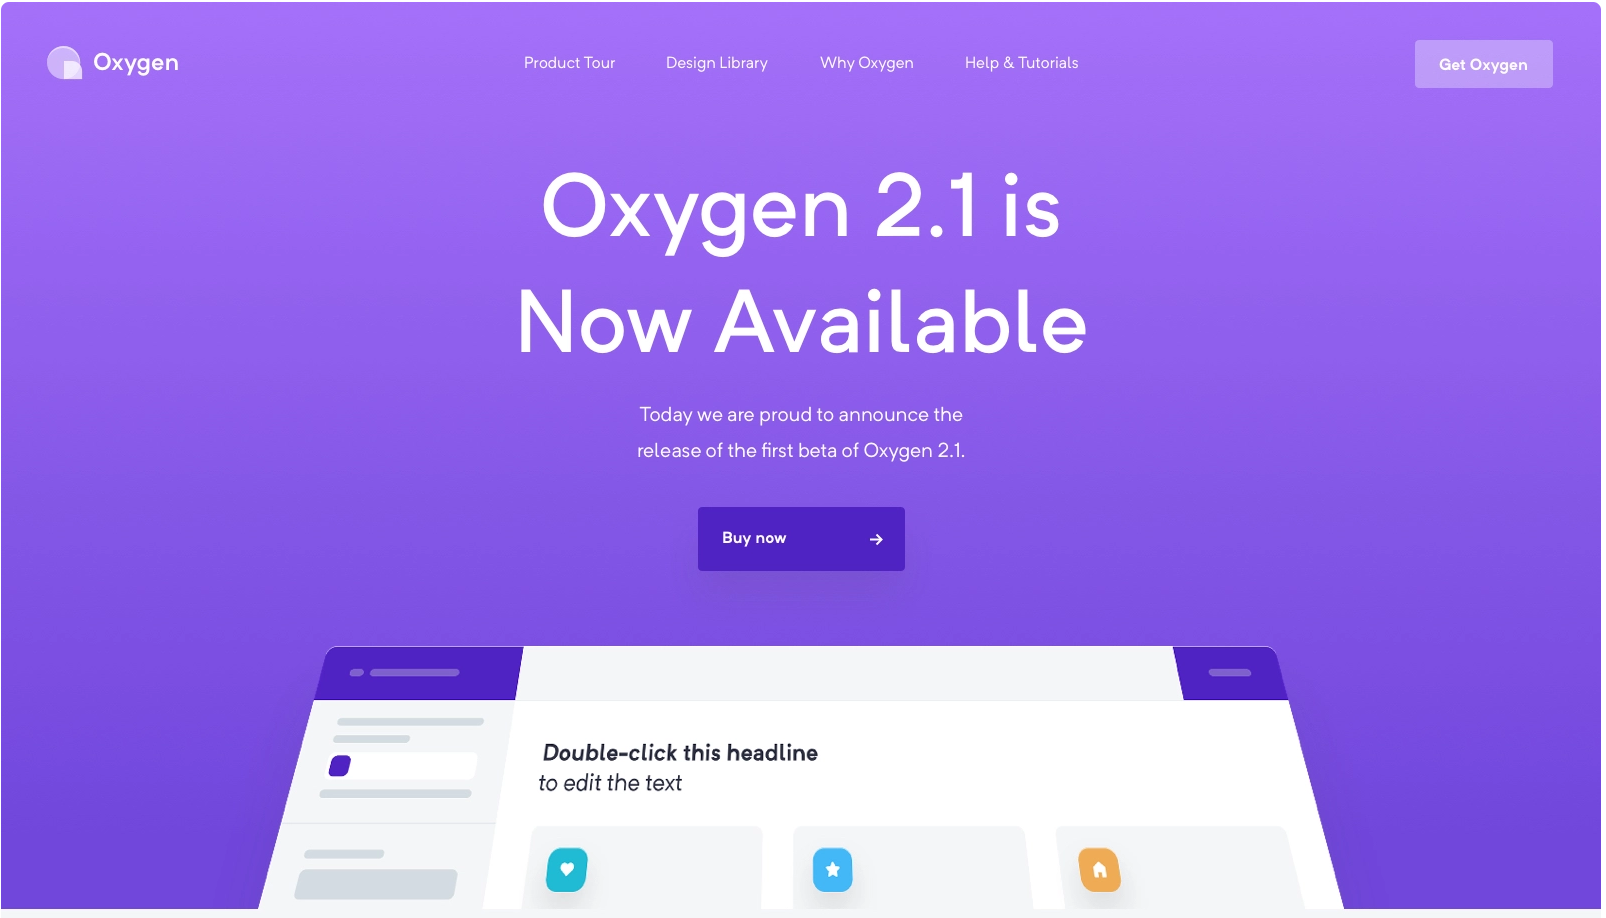 Oxygen
Product Tour
Design Library
Why Oxygen
Help & Tutorials
Get Oxygen
Oxygen 2.1 is
Now Available
Today we are proud to announce the
release of the first beta of Oxygen 2.1.
Buy now
Double-click this headline
to edit the text